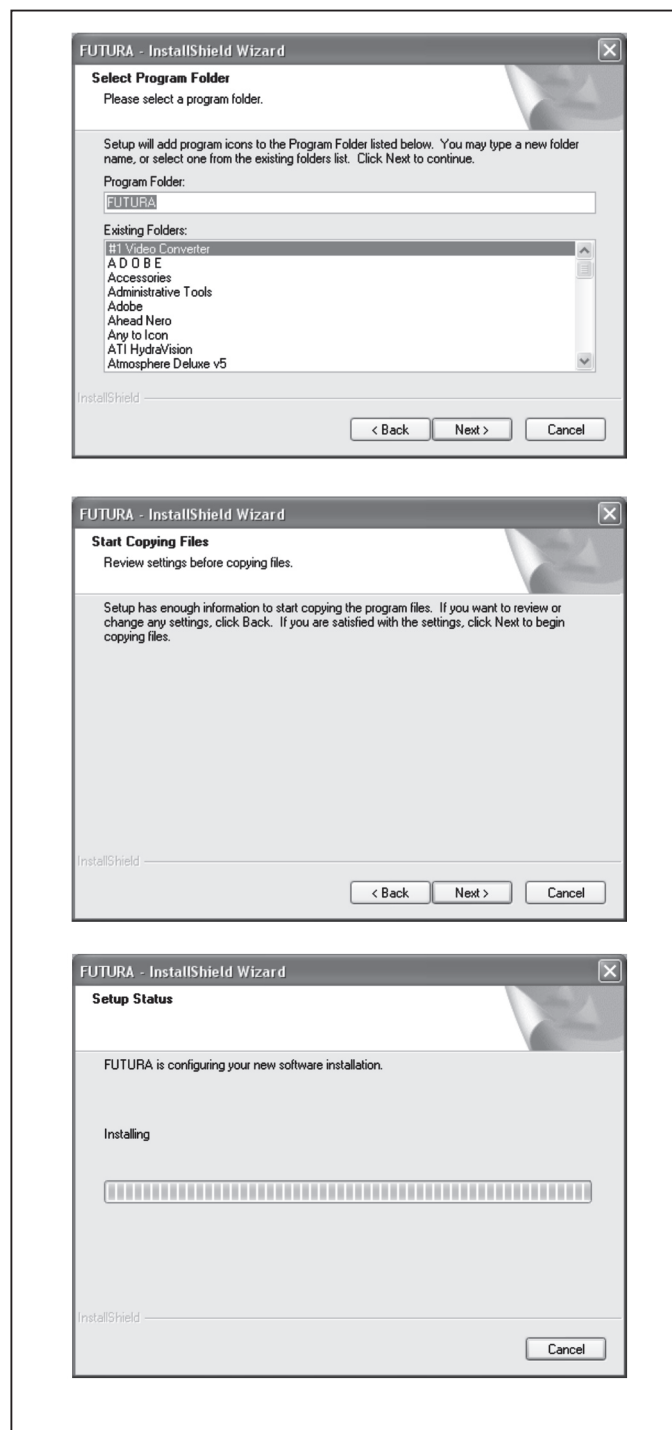 FUTURA - InstallShield Wizard
Select Program Folder
Please select a program folder.
Setup will add program icons to the Program Folder listed below. You may type a new folder
name, or select one from the existing folders list. Click Next to continue.
Program Folder:
FUTURA
Existing Folders:
#1 Video Converter
A D O B E
Accessories
Administrative Tools
Adobe
Ahead Nero
Any to Icon
ATI HydraVision
Atmosphere Deluxe v5
InstallShield
< Back Next > Cancel
FUTURA - InstallShield Wizard
Start Copying Files
Review settings before copying files.
Setup has enough information to start copying the program files. If you want to review or
change any settings, click Back. If you are satisfied with the settings, click Next to begin
copying files.
InstallShield
< Back Next > Cancel
FUTURA - InstallShield Wizard
Setup Status
FUTURA is configuring your new software installation.
Installing
InstallShield
Cancel